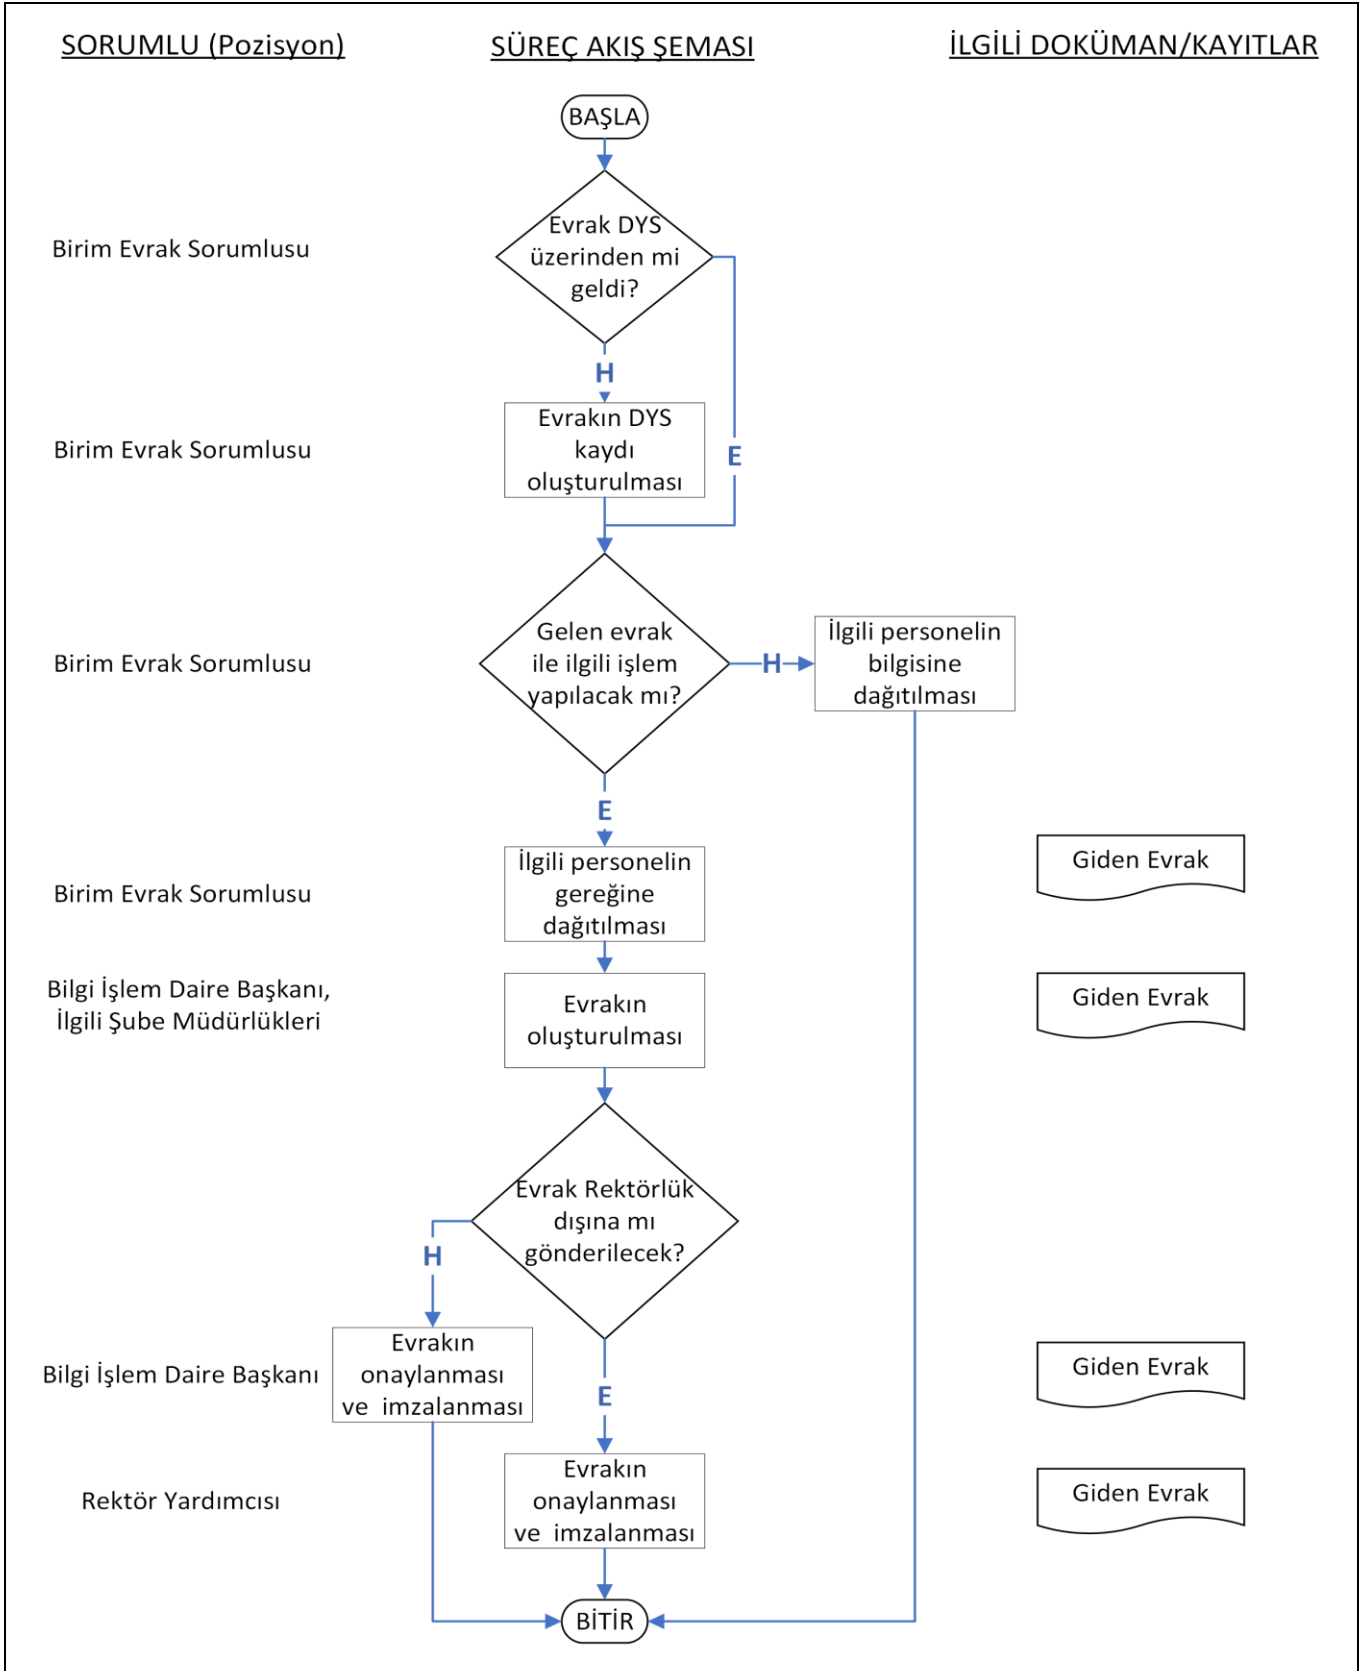 SORUMLU (Pozisyon)
SÜREÇ AKIŞ ŞEMASI
İLGİLİ DOKÜMAN/KAYITLAR
BAŞLA
Birim Evrak Sorumlusu
Evrak DYS
üzerinden mi
geldi?
H
E
Birim Evrak Sorumlusu
Evrakın DYS
kaydı
oluşturulması
Birim Evrak Sorumlusu
Gelen evrak
ile ilgili işlem
yapılacak mı?
H
İlgili personelin
bilgisine
dağıtılması
E
Birim Evrak Sorumlusu
İlgili personelin
gereğine
dağıtılması
Giden Evrak
Bilgi İşlem Daire Başkanı,
İlgili Şube Müdürlükleri
Evrakın
oluşturulması
Giden Evrak
Evrak Rektörlük
dışına mı
gönderilecek?
H
E
Bilgi İşlem Daire Başkanı
Evrakın
onaylanması
ve  imzalanması
Giden Evrak
Rektör Yardımcısı
Evrakın
onaylanması
ve  imzalanması
Giden Evrak
BİTİR